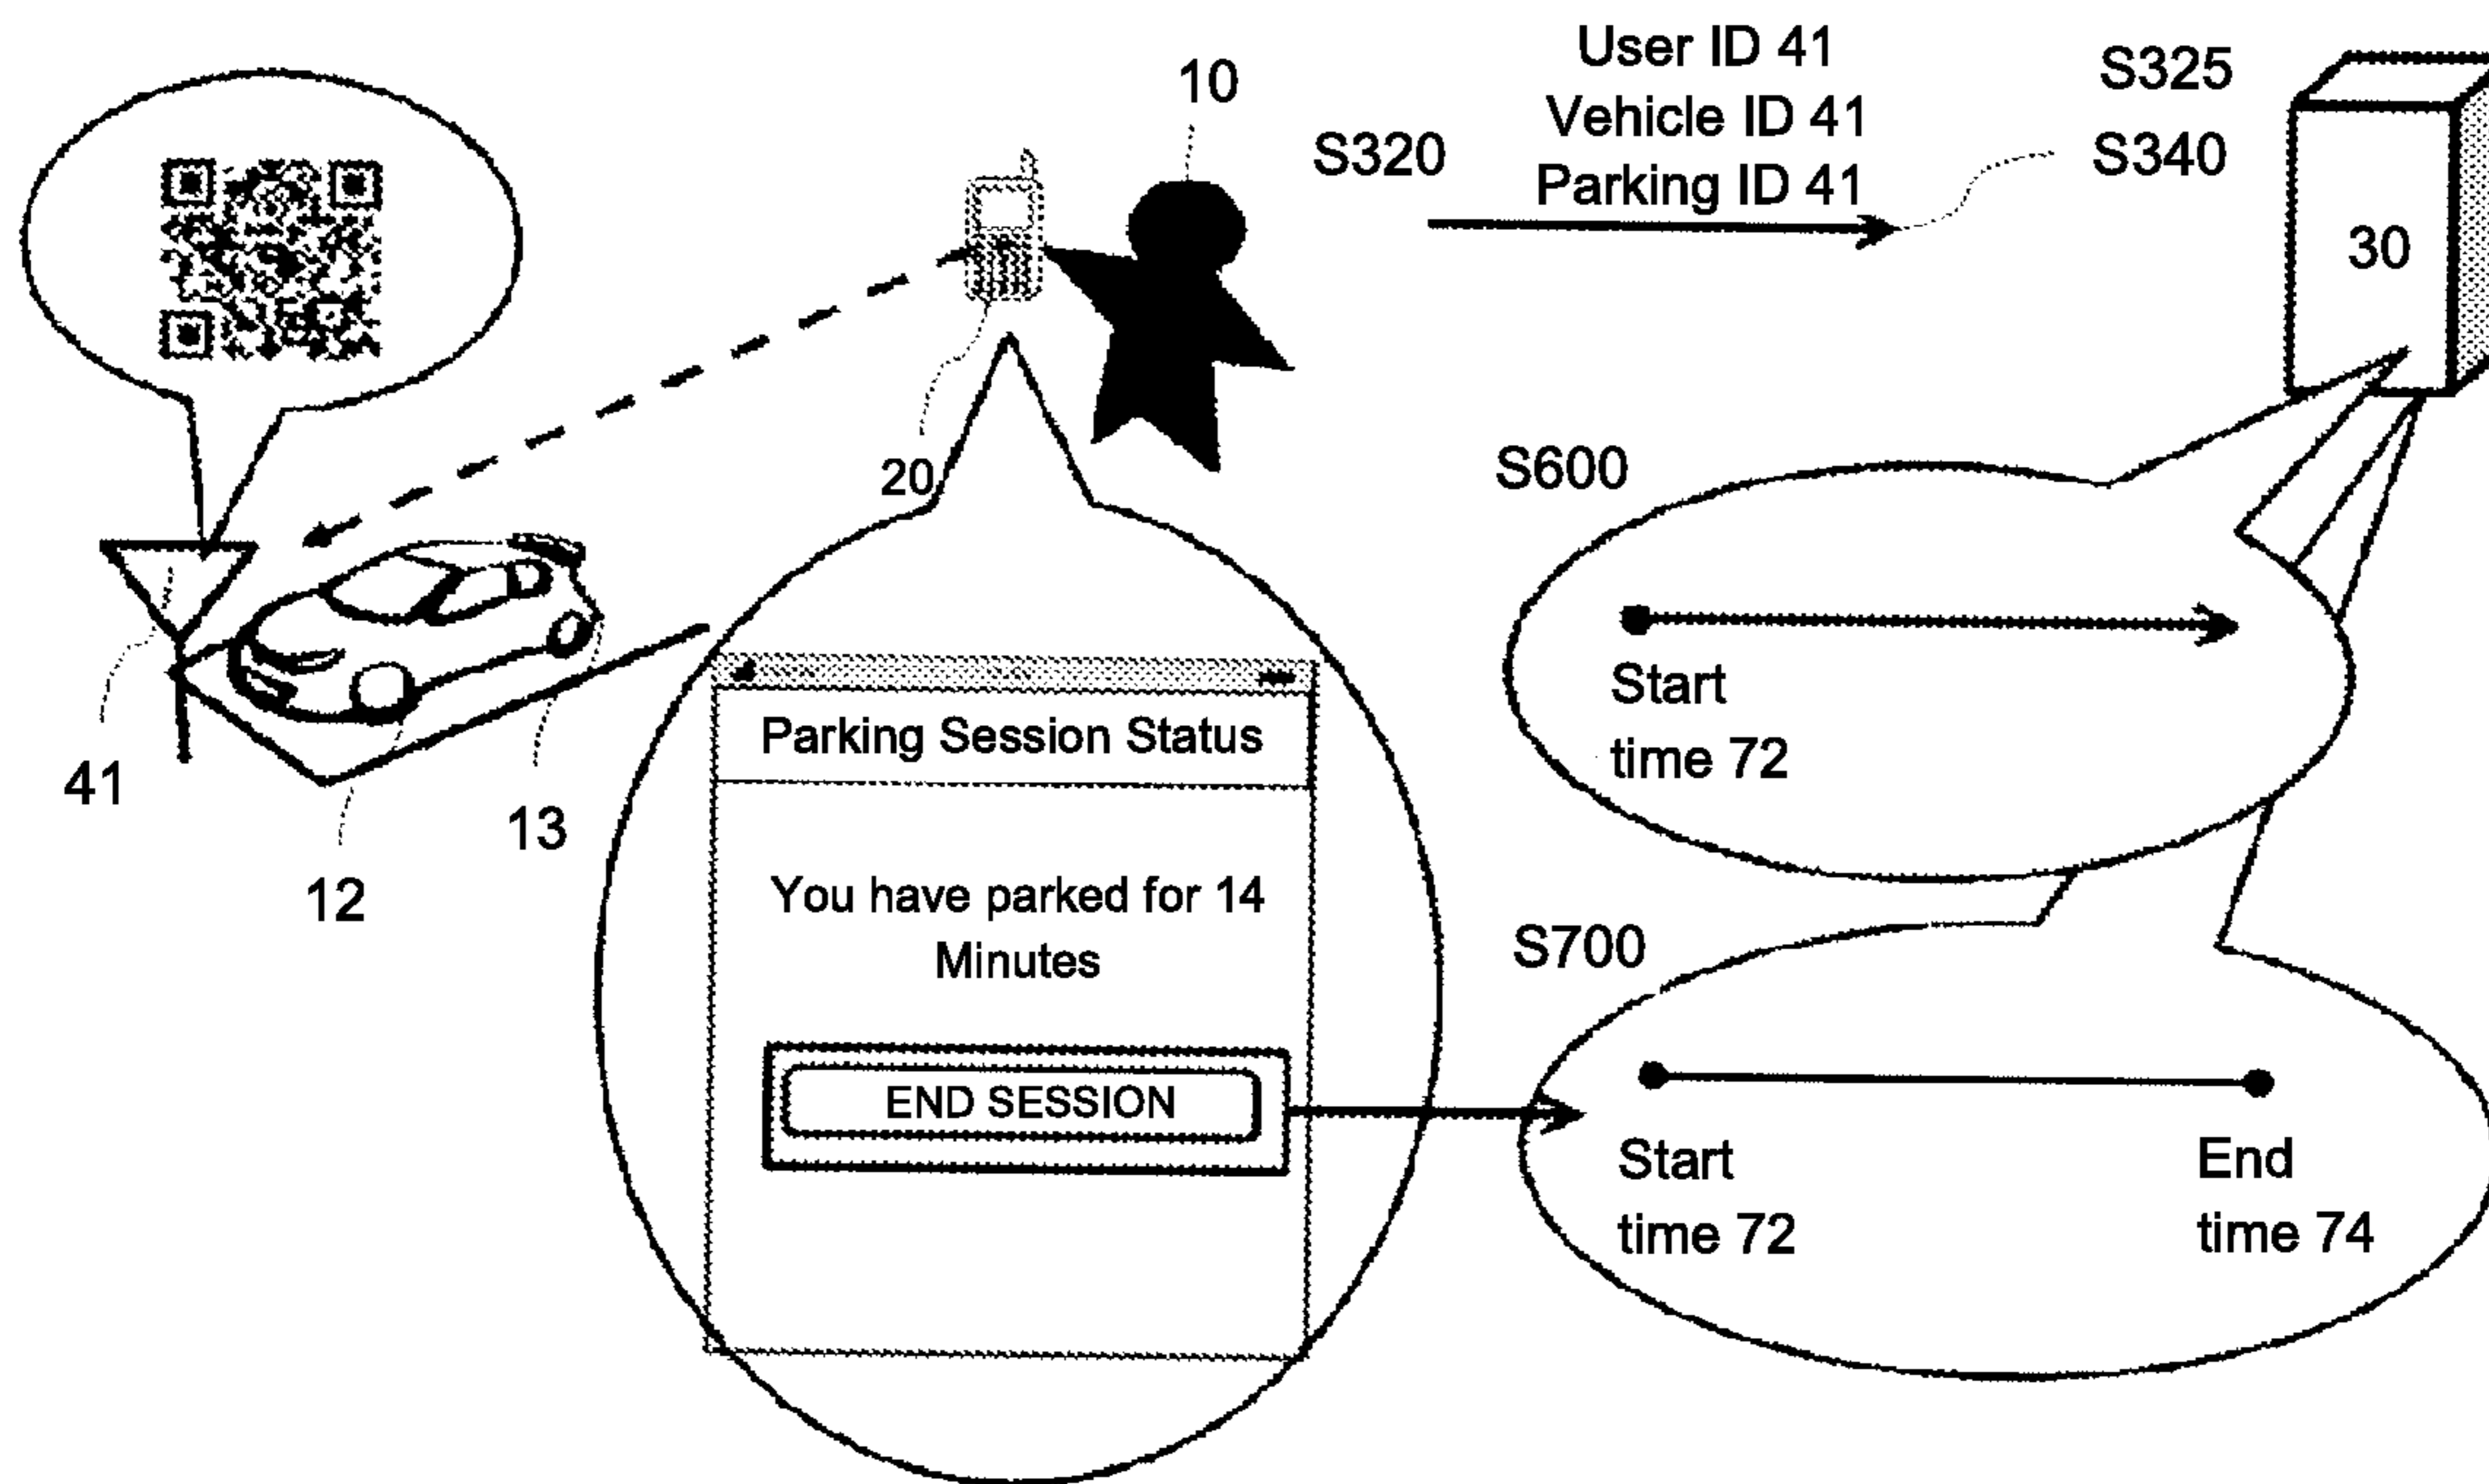 User ID 41
Vehicle ID 41
Parking ID 41
S325
S340
10
S320
30
20
S600
Start
time 72
41
12
13
Parking Session Status
You have parked for 14
Minutes
END SESSION
S700
Start
time 72
End
time 74